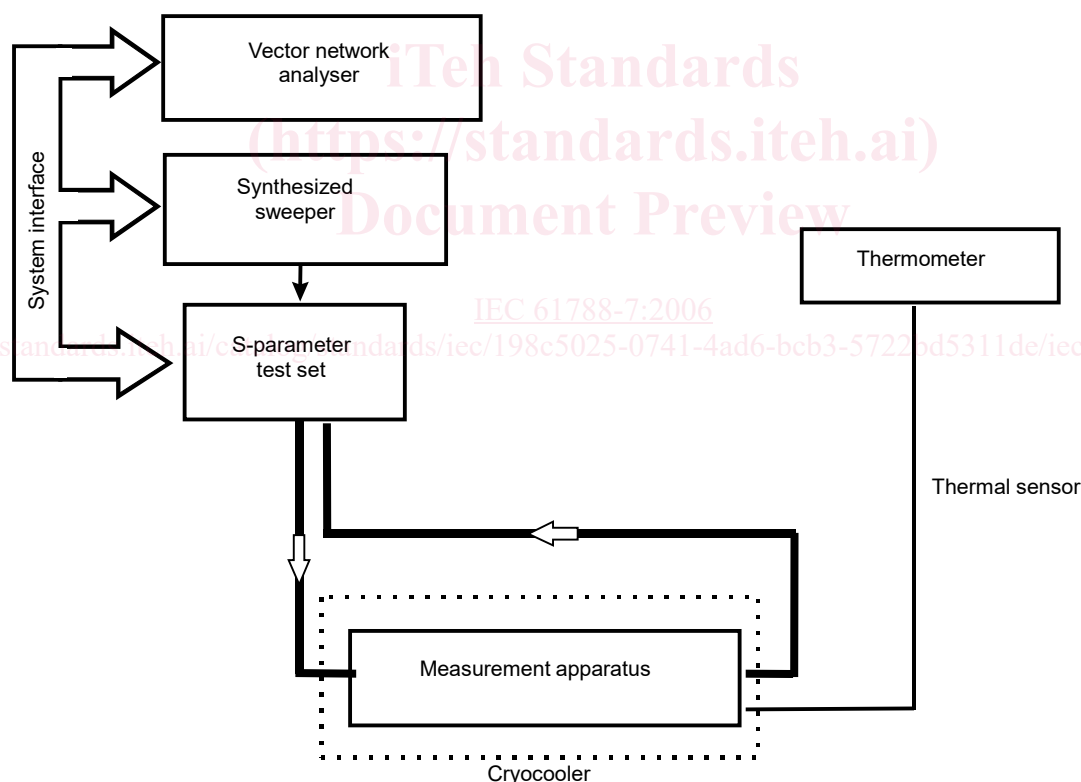 Vector network
analyser
iTeh Standards
(https://standards.iteh.ai)
Synthesized
sweeper
Document Preview
System interface
Thermometer
IEC 61788-7:2006
S-parameter
test set
Thermal sensor
Measurement apparatus
Cryocooler